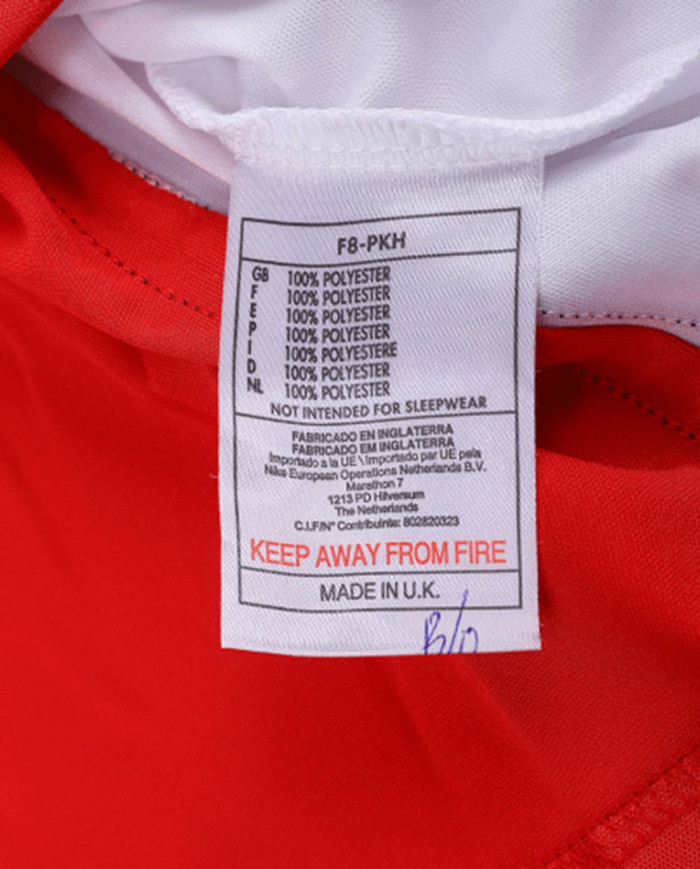 F8-PKH
GB 100% POLYESTER
F 100% POLYESTER
E 100% POLYESTER
P 100% POLYESTER
I 100% POLYESTERE
D 100% POLYESTER
NL 100% POLYESTER
NOT INTENDED FOR SLEEPWEAR
FABRICADO EN INGLATERRA
FABRICADO EM INGLATERRA
Importado a la UE \ Importado par UE pela
Nike European Operations Netherlands B.V.
Marathon 7
1213 PD Hilversum
The Netherlands
C.I.F/N° Contribuinte: 802820323
KEEP AWAY FROM FIRE
MADE IN U.K.